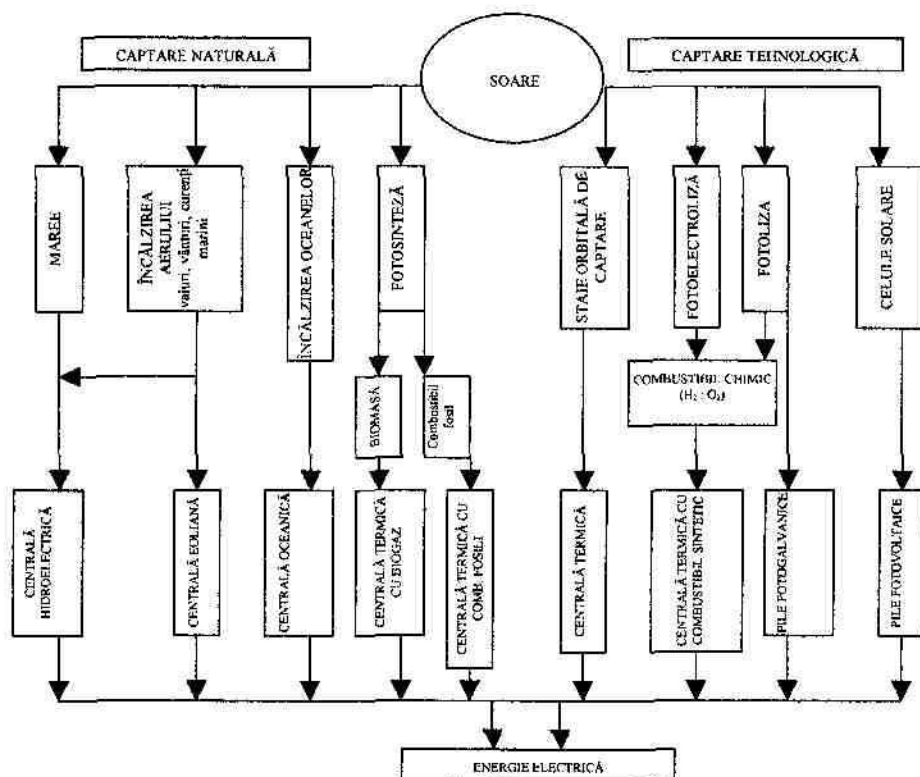 CAPTARE NATURALĂ
SOARE
CAPTARE TEHNOLOGICĂ
MAREE
ÎNCĂLZIREA
AERULUI
vaiuri, vânturi, curenți
marini
ÎNCĂLZIREA OCEANELOR
FOTOSINTEZĂ
STAIE ORBITALĂ DE
CAPTARE
FOTOELECTROLIZĂ
FOTOLIZA
CELULE SOLARE
BIOMASĂ
Combustibil
fosil
COMBUSTIBIL CHIMIC
(H₂ : O₂)
CENTRALĂ
HIDROELECTRICĂ
CENTRALĂ EOLIANĂ
CENTRALĂ OCEANICĂ
CENTRALĂ TERMICĂ
CU BIOGAZ
CENTRALĂ TERMICĂ CU
COMB. FOSILI
CENTRALĂ TERMICĂ
CENTRALĂ TERMICĂ CU
COMBUSTIBIL SINTETIC
PILE FOTOGALVANICE
PILE FOTOVOLTAICE
ENERGIE ELECTRICĂ